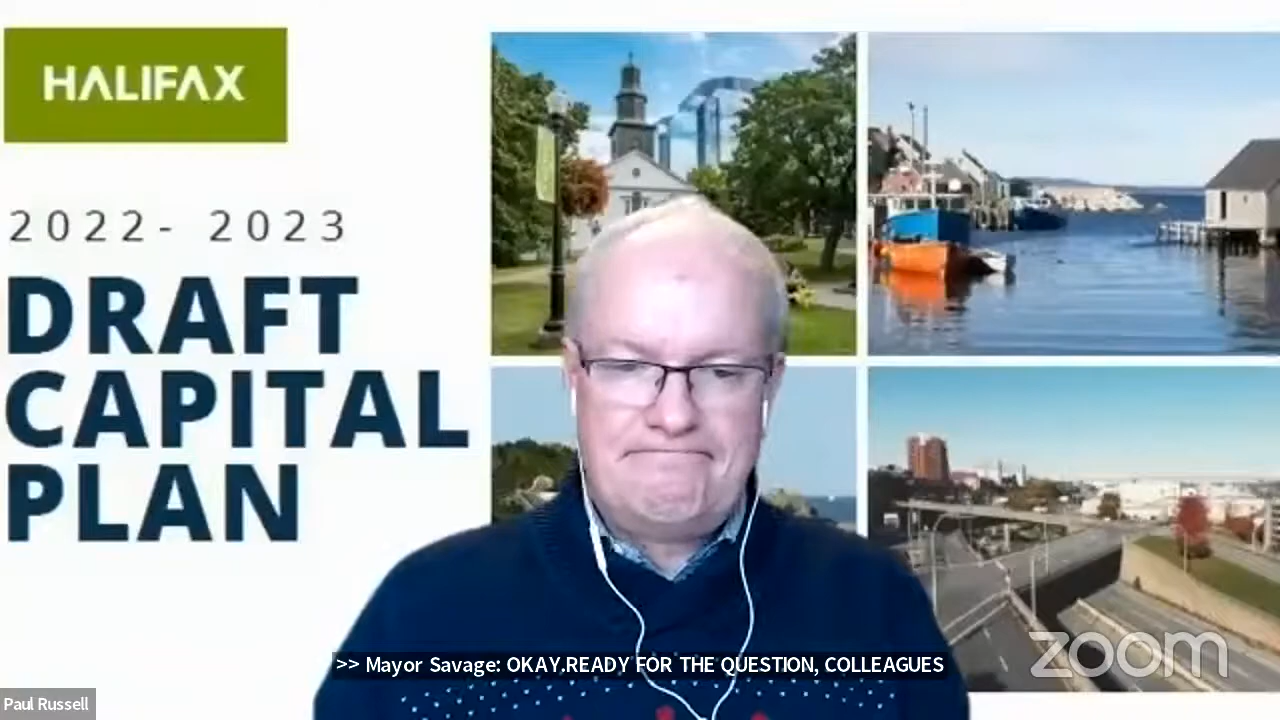 HALIFAX
2022- 2023
DRAFT
CAPITAL
PLAN
>> Mayor Savage: OKAY.READY FOR THE QUESTION, COLLEAGUES
zoom
Paul Russell